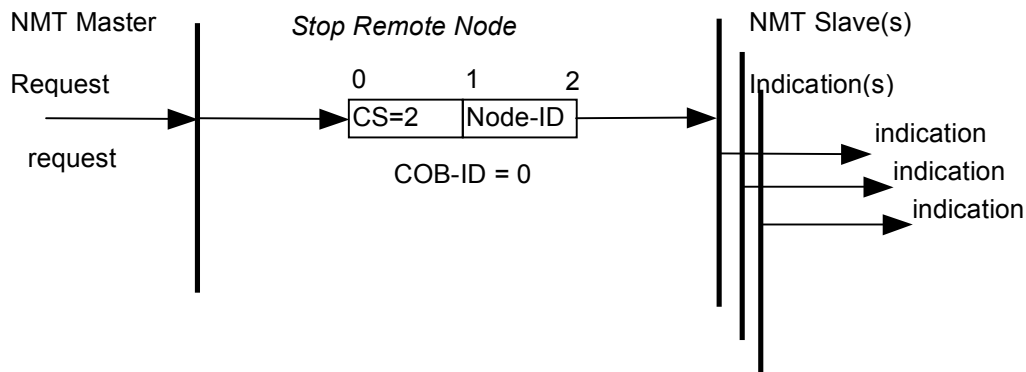 NMT Master
Stop Remote Node
NMT Slave(s)
Request
0 1 2
Indication(s)
CS=2 Node-ID
request
COB-ID = 0
indication
indication
indication